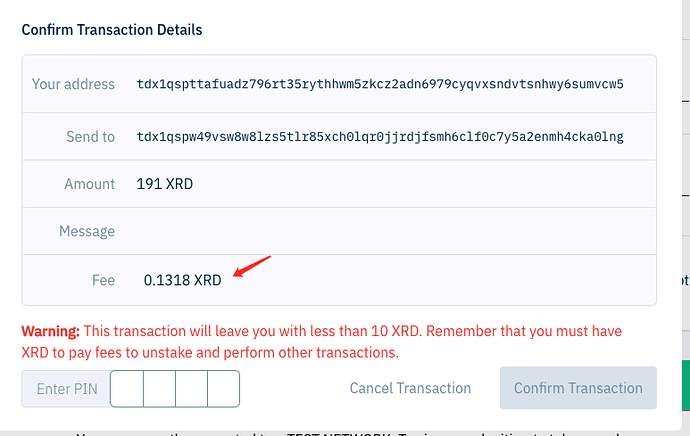 Confirm Transaction Details
Your address tdx1qspttafuadz796rt35rythhwm5zkcz2adn6979cyqvxsndvtsnhwy6sumvcw5
Send to tdx1qspw49vsw8w8lzs5tlr85xch0lqr0jjrdjfsmh6clf0c7y5a2enmh4cka0lng
Amount 191 XRD
Message
Fee 0.1318 XRD
Warning: This transaction will leave you with less than 10 XRD. Remember that you must have
XRD to pay fees to unstake and perform other transactions.
Enter PIN Cancel Transaction Confirm Transaction